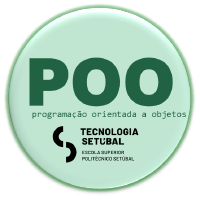 POO
programação orientada a objetos
TECNOLOGIA
SETÚBAL
ESCOLA SUPERIOR
POLITÉCNICO SETÚBAL